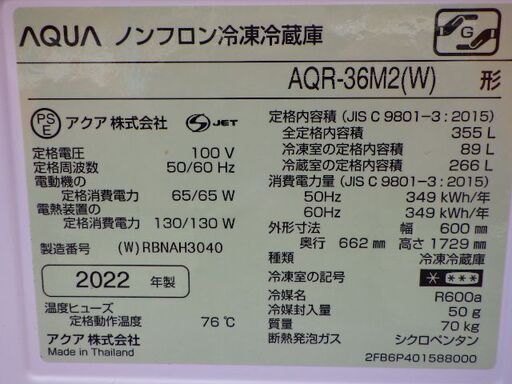 AQUA ノンフロン冷凍冷蔵庫
G
AQR-36M2(W) 形
PS
E
アクア 株式会社
S JET
定格電圧 100 V
定格周波数 50/60 Hz
電動機の
定格消費電力 65/65 W
電熱装置の
定格消費電力 130/130 W
製造番号 (W)RBNAH3040
2022 年製
温度ヒューズ
定格動作温度 76℃
アクア 株式会社
Made in Thailand
定格内容積 (JIS C 9801-3 : 2015)
全定格内容積 355 L
冷凍室の定格内容積 89 L
冷蔵室の定格内容積 266 L
消費電力量 (JIS C 9801-3 : 2015)
50Hz 349 kWh/年
60Hz 349 kWh/年
外形寸法 幅 600 mm
奥行 662 mm 高さ 1729 mm
種類 冷凍冷蔵庫
冷凍室の記号
冷媒名 R600a
冷媒封入量 50 g
質量 70 kg
断熱発泡ガス シクロペンタン
2FB6P401588000